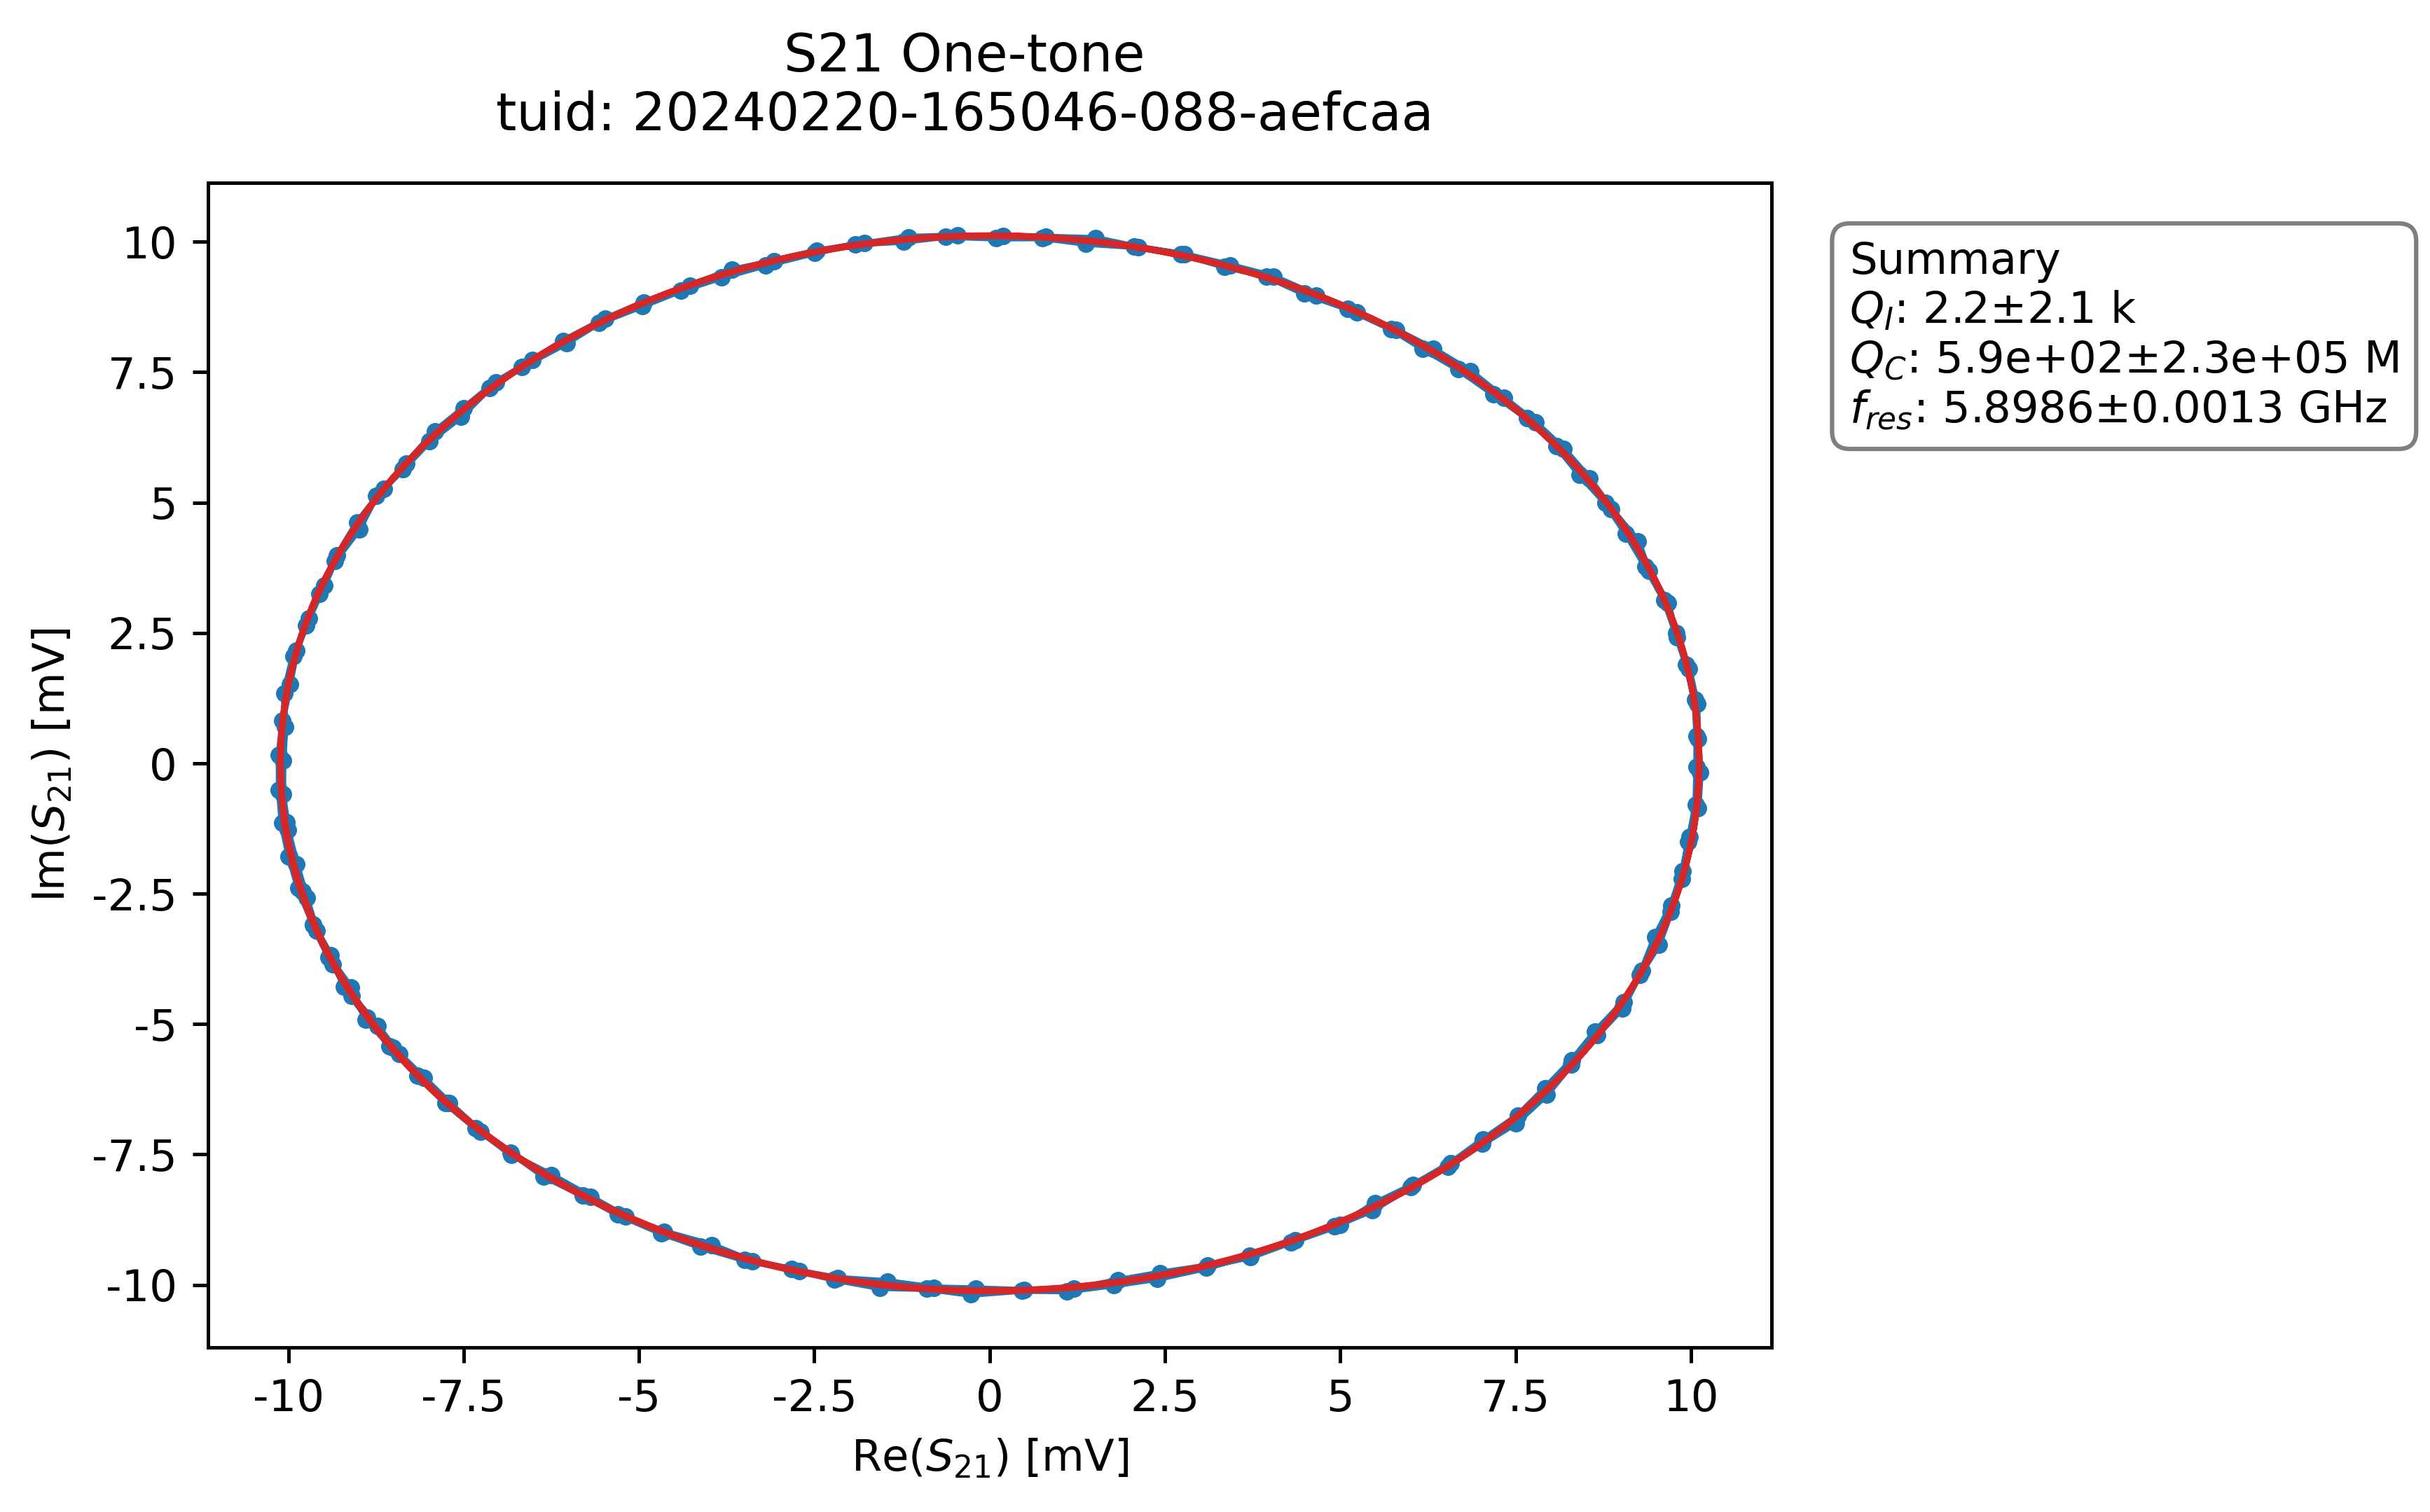 S21 One-tone
tuid: 20240220-165046-088-aefcaa
Im(S21) [mV]
10
7.5
5
2.5
0
-2.5
-5
-7.5
-10
-10 -7.5 -5 -2.5 0 2.5 5 7.5 10
Re(S21) [mV]
Summary
QI: 2.2±2.1 k
QC: 5.9e+02±2.3e+05 M
fres: 5.8986±0.0013 GHz